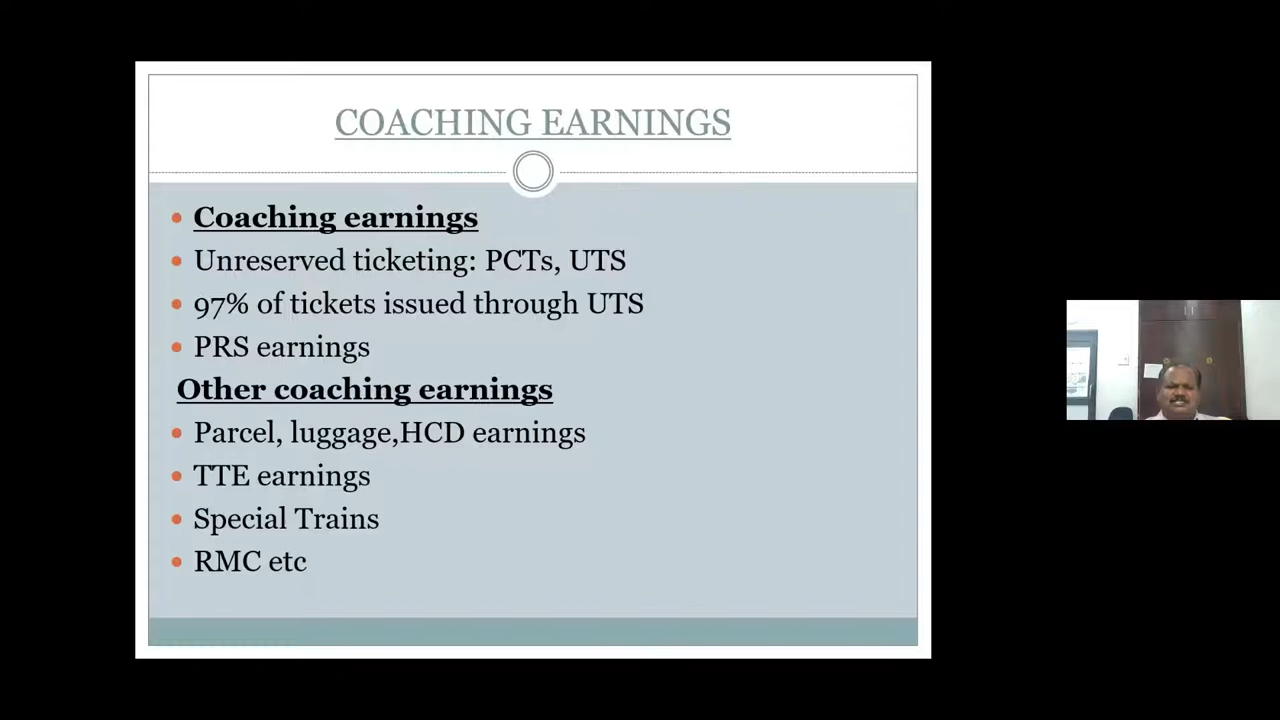 COACHING EARNINGS
Coaching earnings
Unreserved ticketing: PCTs, UTS
97% of tickets issued through UTS
PRS earnings
Other coaching earnings
Parcel, luggage,HCD earnings
TTE earnings
Special Trains
RMC etc